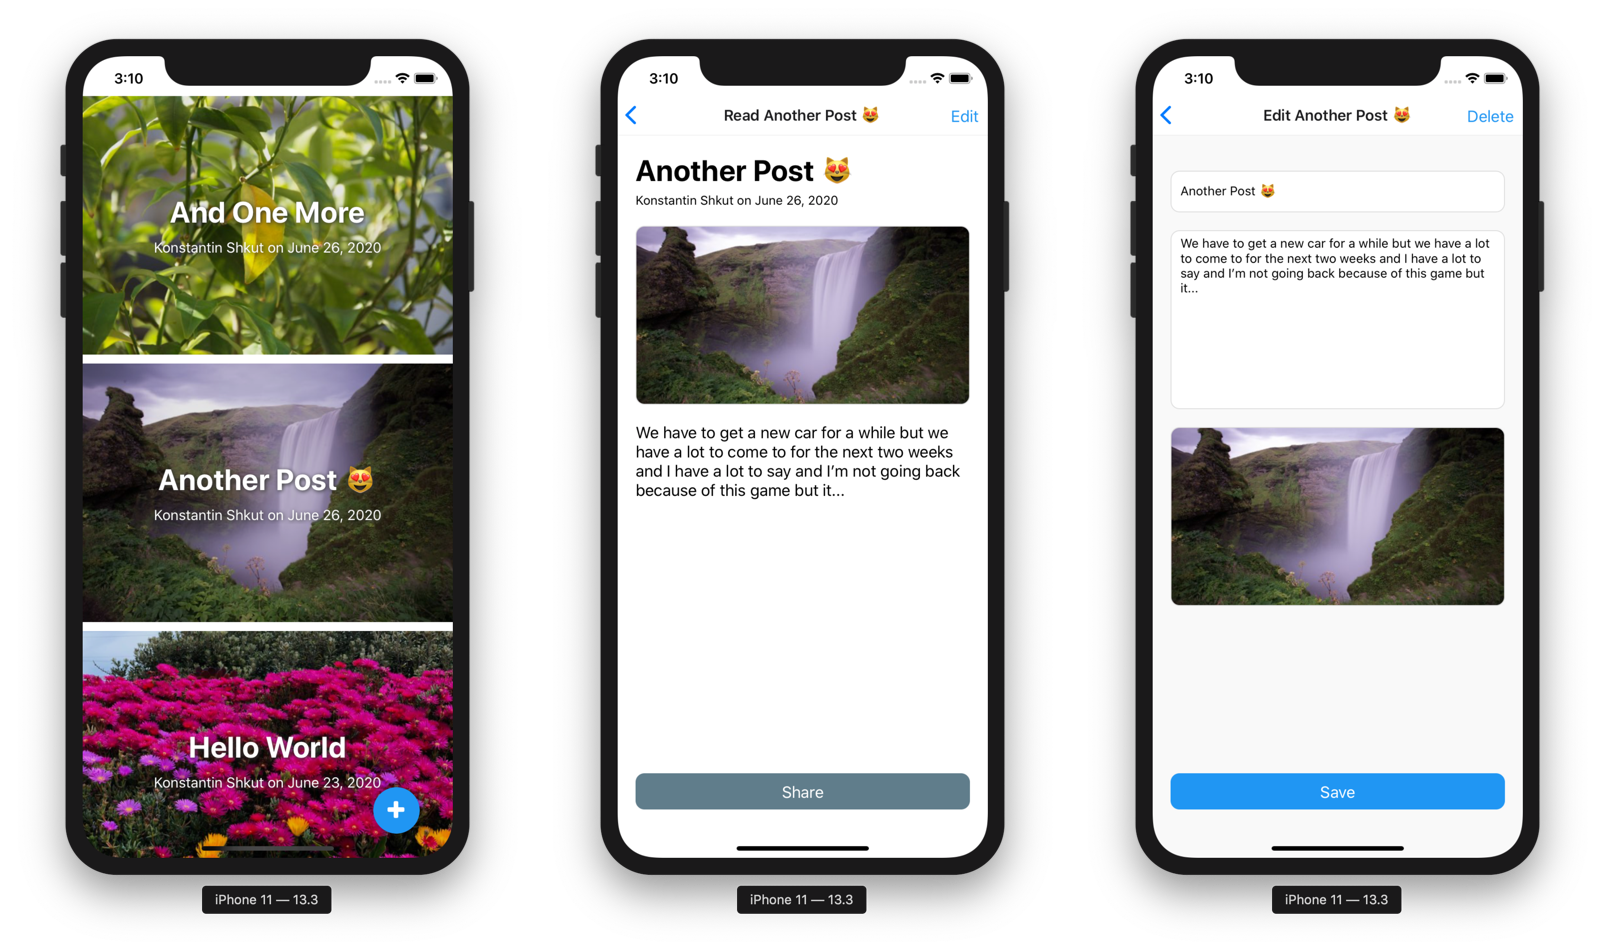 3:10
And One More
Konstantin Shkut on June 26, 2020
Another Post 😻
Konstantin Shkut on June 26, 2020
Hello World
Konstantin Shkut on June 23, 2020
+
iPhone 11 — 13.3
3:10
Read Another Post 😻
Edit
Another Post 😻
Konstantin Shkut on June 26, 2020
We have to get a new car for a while but we
have a lot to come to for the next two weeks
and I have a lot to say and I’m not going back
because of this game but it...
Share
iPhone 11 — 13.3
3:10
Edit Another Post 😻
Delete
Another Post 😻
We have to get a new car for a while but we have a lot
to come to for the next two weeks and I have a lot to
say and I’m not going back because of this game but
it...
Save
iPhone 11 — 13.3